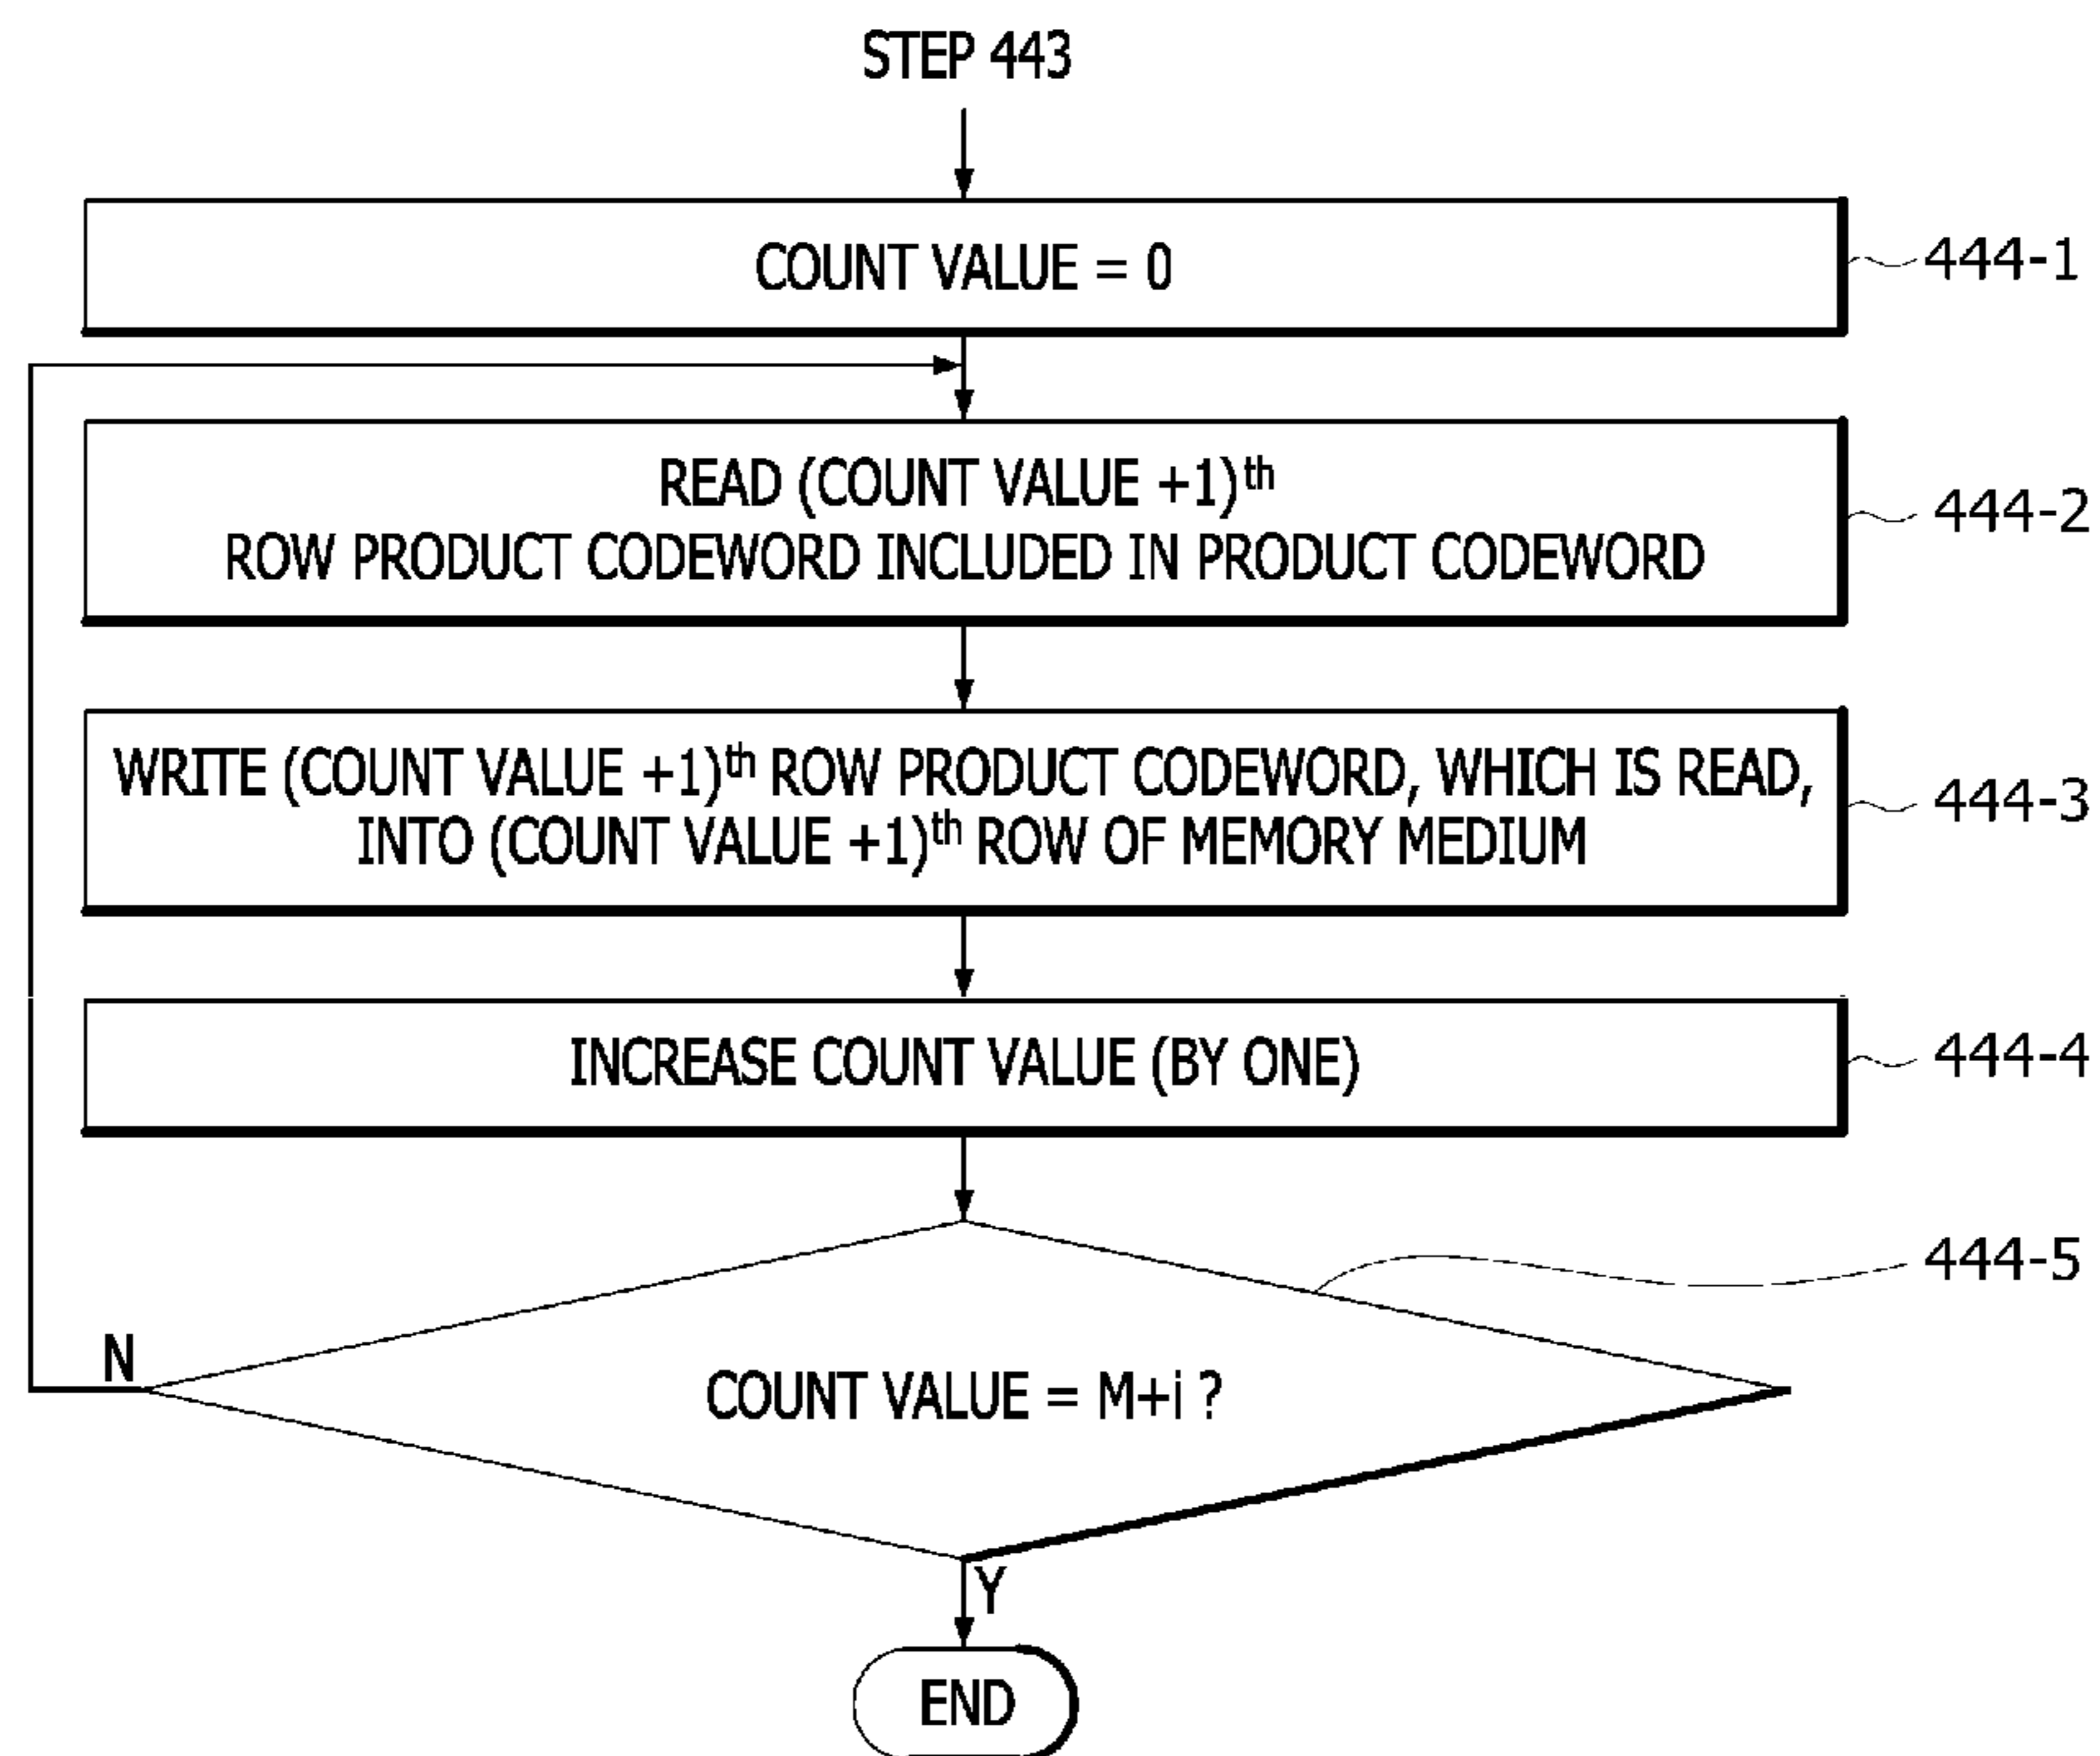 STEP 443
COUNT VALUE = 0
444-1
READ (COUNT VALUE +1)th
ROW PRODUCT CODEWORD INCLUDED IN PRODUCT CODEWORD
444-2
WRITE (COUNT VALUE +1)th ROW PRODUCT CODEWORD, WHICH IS READ,
INTO (COUNT VALUE +1)th ROW OF MEMORY MEDIUM
444-3
INCREASE COUNT VALUE (BY ONE)
444-4
444-5
N
COUNT VALUE = M+i ?
Y
END